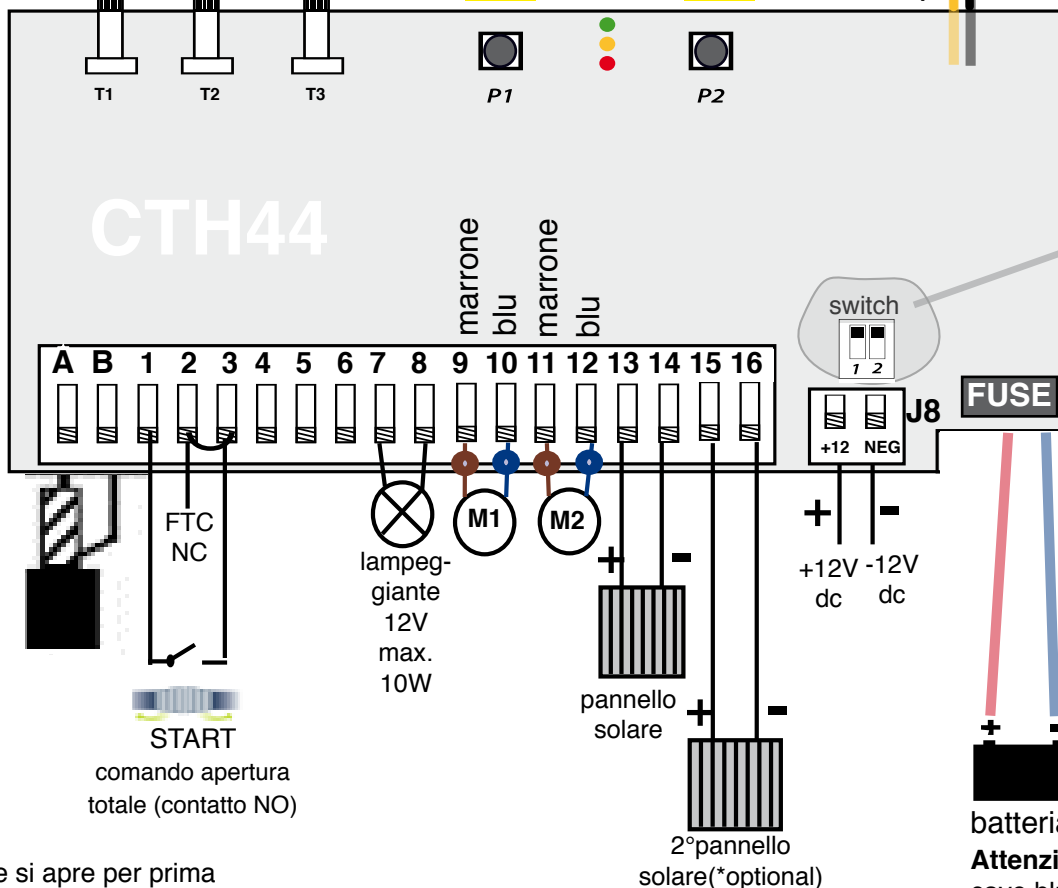 T1 T2 T3 P1 P2
CTH44
marrone blu marrone blu
switch
1 2
A B 1 2 3 4 5 6 7 8 9 10 11 12 13 14 15 16
J8
FUSE
+12 NEG
FTC
NC
M1 M2
+ -
+12V
dc
-12V
dc
lampeg-
giante
12V
max.
10W
+ -
pannello
solare
+ -
2°pannello
solare(*optional)
START
comando apertura
totale (contatto NO)
+ -
batteria
Attenzi
e si apre per prima